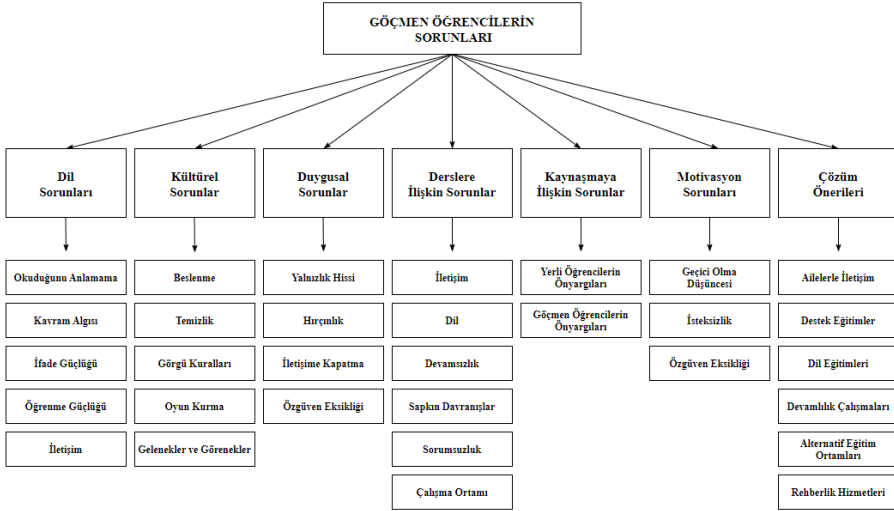 GÖÇMEN ÖĞRENCİLERİN
SORUNLARI
Dil
Sorunları
Kültürel
Sorunlar
Duygusal
Sorunlar
Derslere
İlişkin Sorunlar
Kaynaşmaya
İlişkin Sorunlar
Motivasyon
Sorunları
Çözüm
Önerileri
Okuduğunu Anlamama
Kavram Algısı
İfade Güçlüğü
Öğrenme Güçlüğü
İletişim
Beslenme
Temizlik
Görgü Kuralları
Oyun Kurma
Gelenekler ve Görenekler
Yalnızlık Hissi
Hırçınlık
İletişime Kapatma
Özgüven Eksikliği
İletişim
Dil
Devamsızlık
Sapkın Davranışlar
Sorumsuzluk
Çalışma Ortamı
Yerli Öğrencilerin
Önyargıları
Göçmen Öğrencilerin
Önyargıları
Geçici Olma
Düşüncesi
İsteksizlik
Özgüven Eksikliği
Ailelerle İletişim
Destek Eğitimler
Dil Eğitimleri
Devamlılık Çalışmaları
Alternatif Eğitim
Ortamları
Rehberlik Hizmetleri